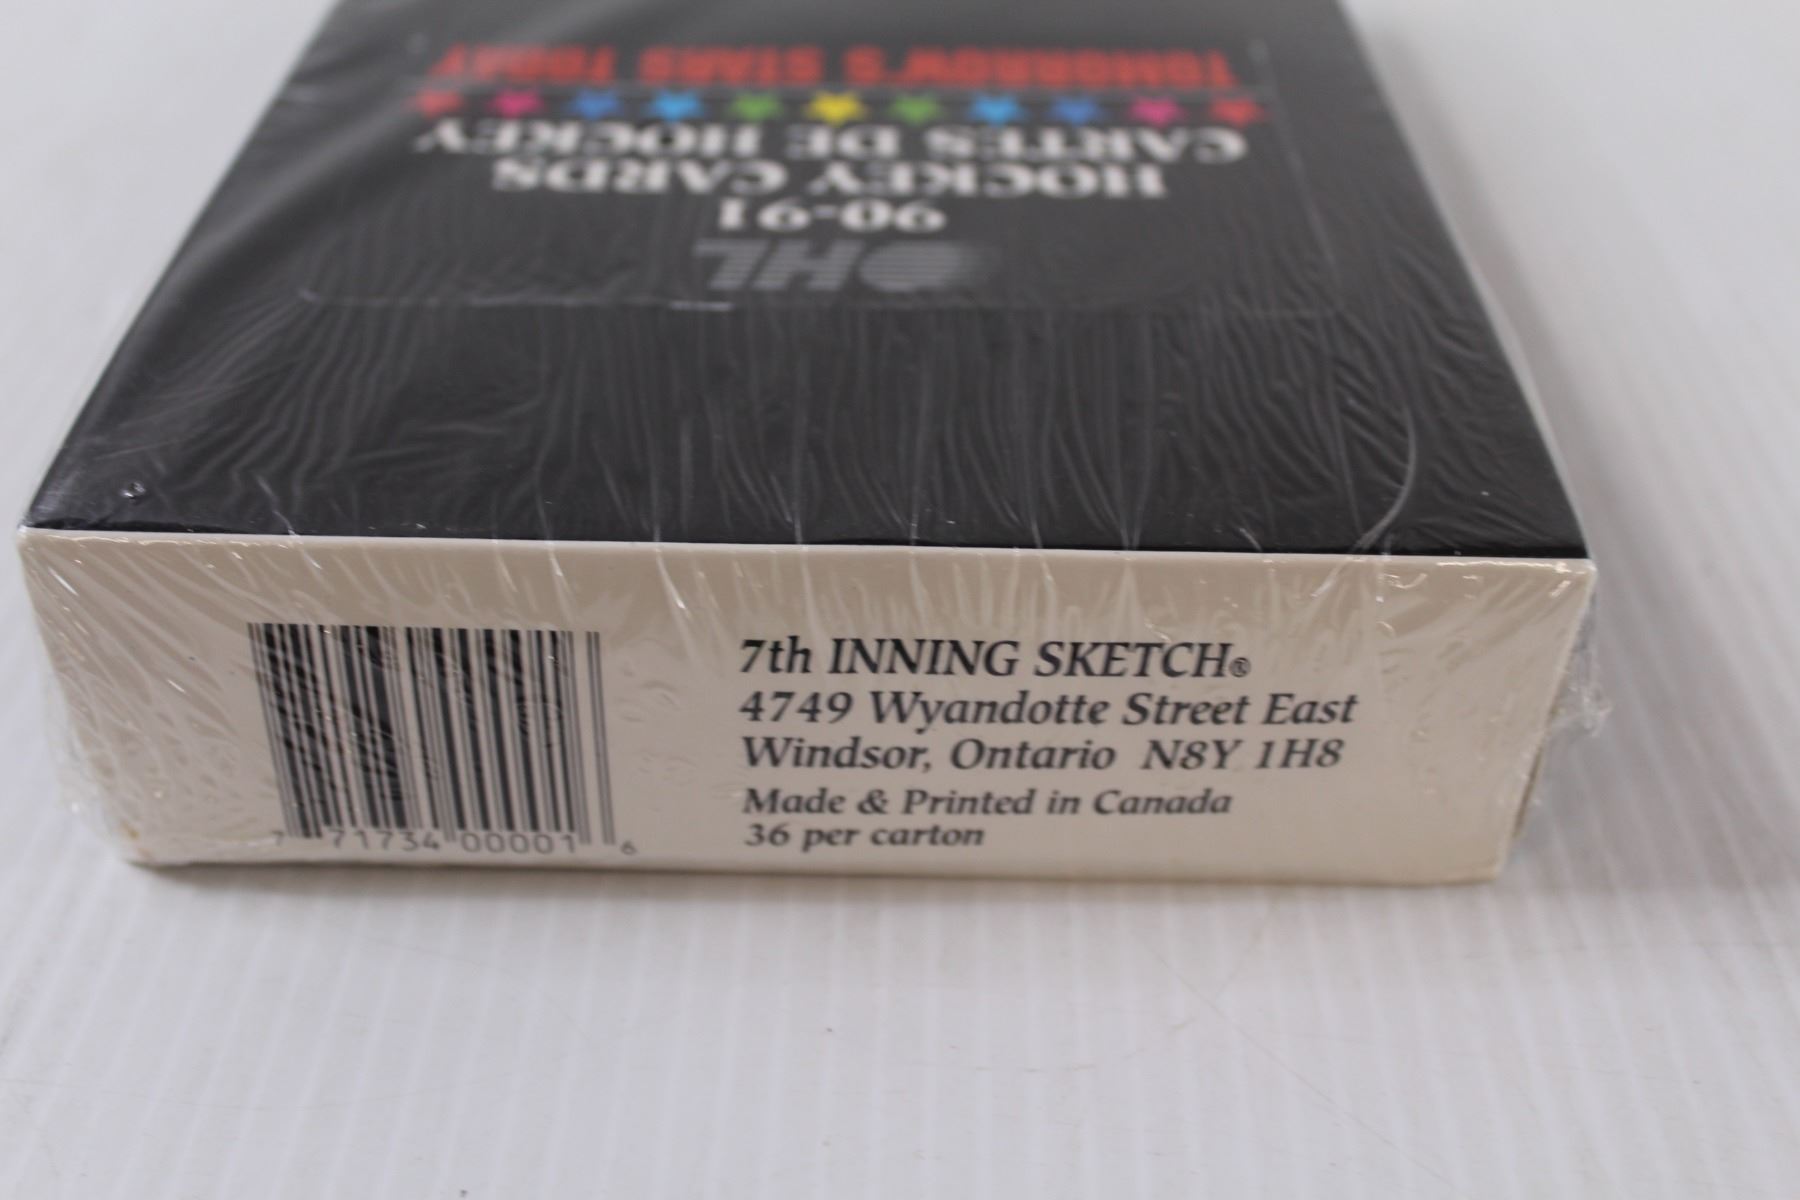 OHL
90-91
HOCKEY CARDS
CARTES DE HOCKEY
TOMORROW'S STARS TODAY
7th INNING SKETCH®
4749 Wyandotte Street East
Windsor, Ontario N8Y 1H8
Made & Printed in Canada
36 per carton
7 71734 00001 6